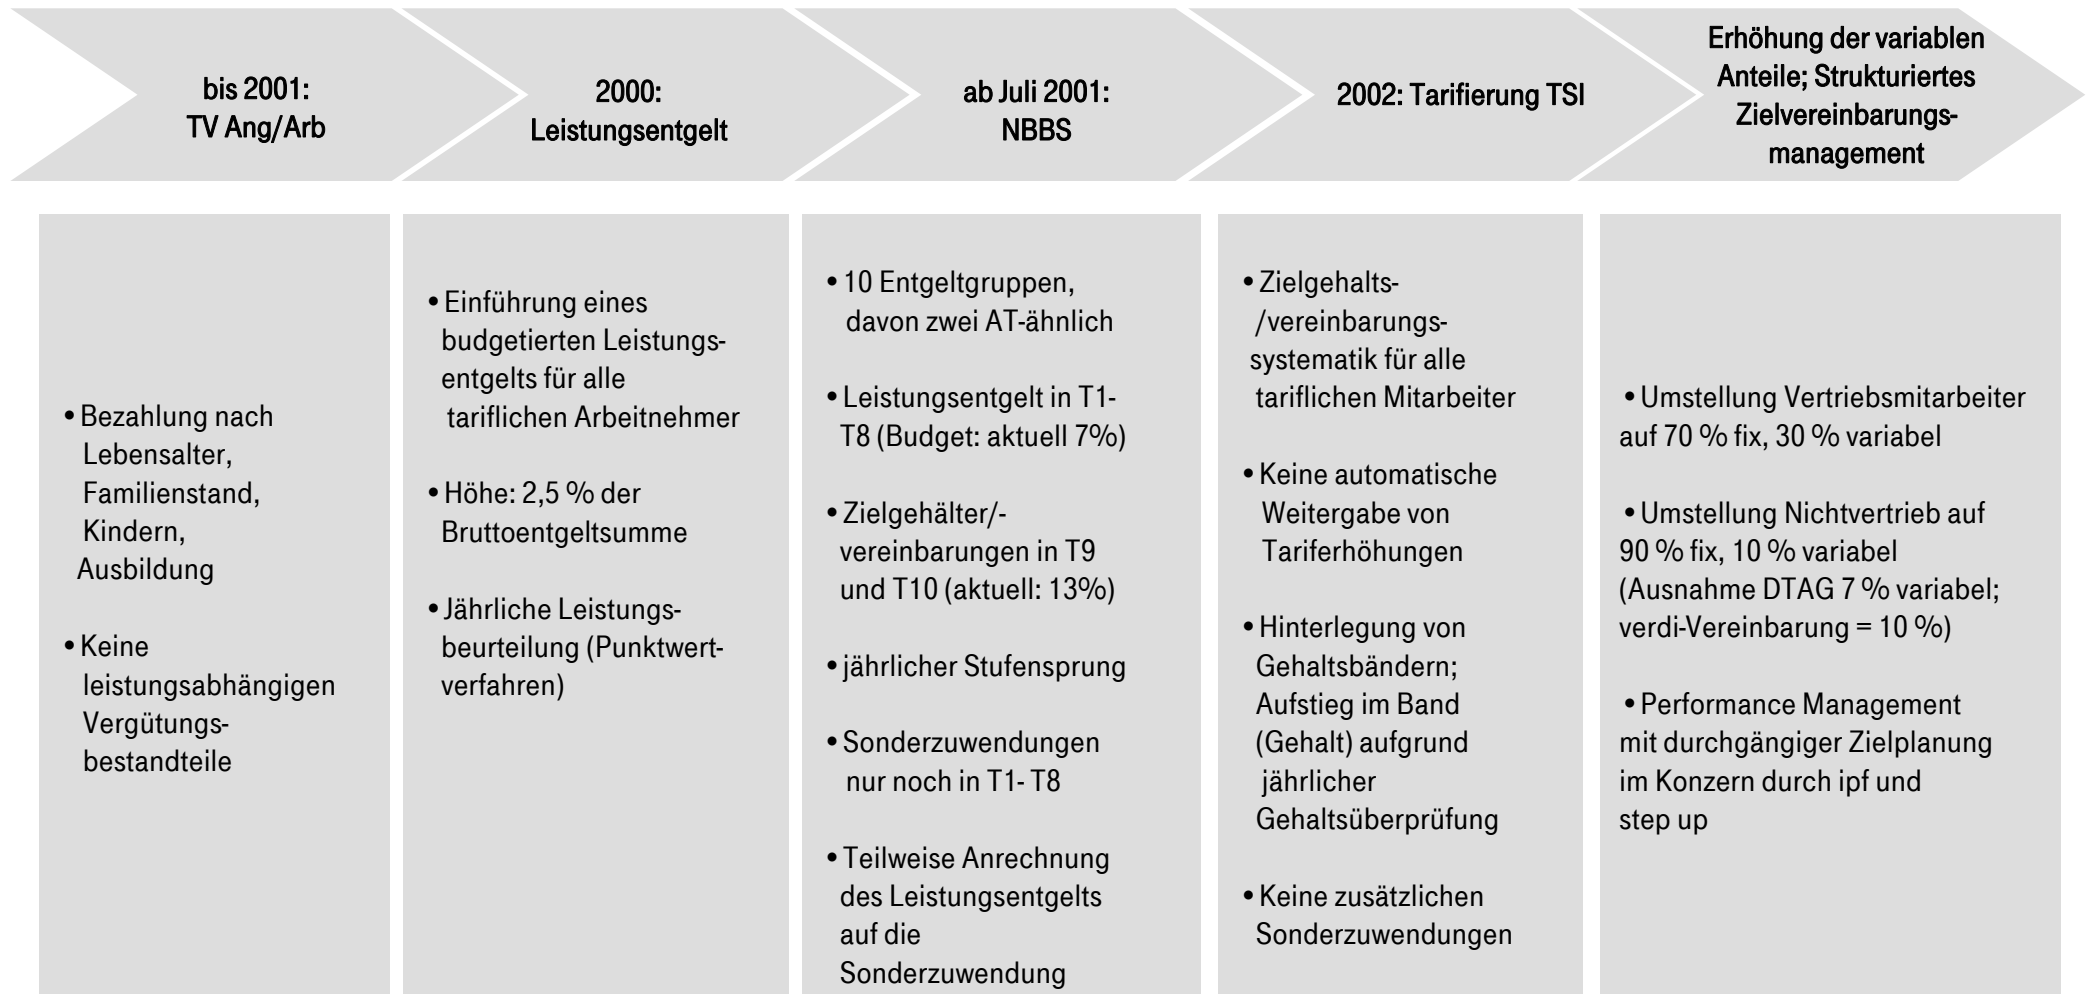 bis 2001:
TV Ang/Arb
2000:
Leistungsentgelt
ab Juli 2001:
NBBS
2002: Tarifierung TSI
Erhöhung der variablen
Anteile; Strukturiertes
Zielvereinbarungs-
management
• Bezahlung nach
Lebensalter,
Familienstand,
Kindern,
Ausbildung
• Keine
leistungsabhängigen
Vergütungs-
bestandteile
• Einführung eines
budgetierten Leistungs-
entgelts für alle
tariflichen Arbeitnehmer
• Höhe: 2,5 % der
Bruttoentgeltsumme
• Jährliche Leistungs-
beurteilung (Punktwert-
verfahren)
• 10 Entgeltgruppen,
davon zwei AT-ähnlich
• Leistungsentgelt in T1-
T8 (Budget: aktuell 7%)
• Zielgehälter/-
vereinbarungen in T9
und T10 (aktuell: 13%)
• jährlicher Stufensprung
• Sonderzuwendungen
nur noch in T1- T8
• Teilweise Anrechnung
des Leistungsentgelts
auf die
Sonderzuwendung
• Zielgehalts-
/vereinbarungs-
systematik für alle
tariflichen Mitarbeiter
• Keine automatische
Weitergabe von
Tariferhöhungen
• Hinterlegung von
Gehaltsbändern;
Aufstieg im Band
(Gehalt) aufgrund
jährlicher
Gehaltsüberprüfung
• Keine zusätzlichen
Sonderzuwendungen
• Umstellung Vertriebsmitarbeiter
auf 70 % fix, 30 % variabel
• Umstellung Nichtvertrieb auf
90 % fix, 10 % variabel
(Ausnahme DTAG 7 % variabel;
verdi-Vereinbarung = 10 %)
• Performance Management
mit durchgängiger Zielplanung
im Konzern durch ipf und
step up